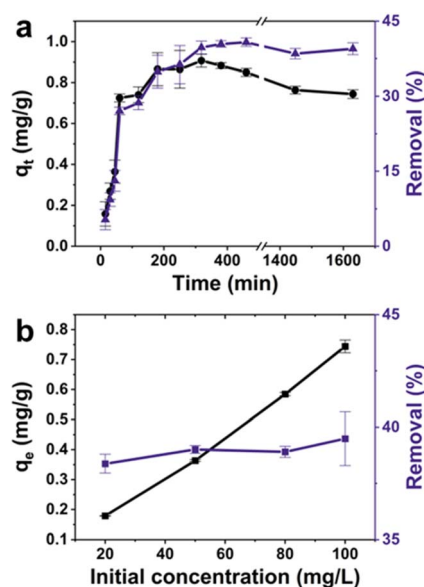 a
1.0
0.8
0.6
0.4
0.2
0.0
qt (mg/g)
45
30
15
0
Removal (%)
0 200 400 1400 1600
Time (min)
b
0.8
0.7
0.6
0.5
0.4
0.3
0.2
0.1
qe (mg/g)
45
40
35
Removal (%)
20 40 60 80 100
Initial concentration (mg/L)